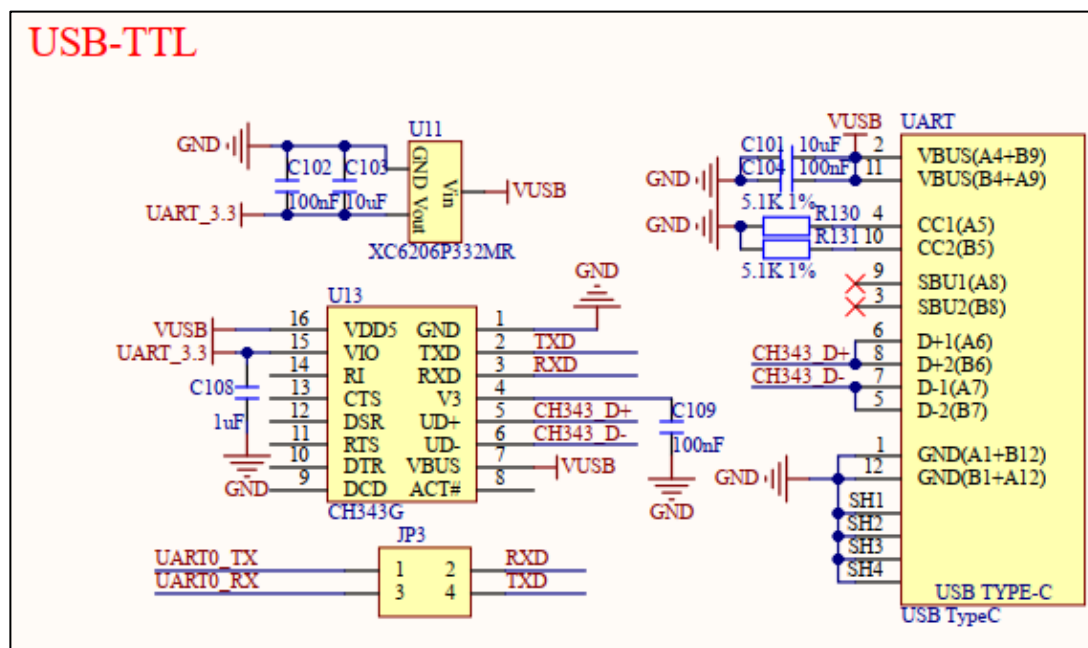 USB-TTL
GND
C102
100nF
C103
10uF
UART_3.3
U11
GND
Vout
Vin
VUSB
XC6206P332MR
U13
VUSB
UART_3.3
C108
1uF
GND
16 VDD5 GND 1
15 VIO TXD 2 TXD
14 RI RXD 3 RXD
13 CTS V3 4
12 DSR UD+ 5 CH343_D+
11 RTS UD- 6 CH343_D-
10 DTR VBUS 7 VUSB
9 DCD ACT# 8
CH343G
GND
C109
100nF
GND
JP3
UART0_TX 1 2 RXD
UART0_RX 3 4 TXD
UART
VUSB
C101 10uF
C104 100nF
GND
GND
5.1K 1% R130
R131
5.1K 1%
2 VBUS(A4+B9)
11 VBUS(B4+A9)
4 CC1(A5)
10 CC2(B5)
9 SBU1(A8)
3 SBU2(B8)
6 D+1(A6)
CH343_D+ 8 D+2(B6)
CH343_D- 7 D-1(A7)
5 D-2(B7)
1 GND(A1+B12)
GND 12 GND(B1+A12)
SH1
SH2
SH3
SH4
USB TYPE-C
USB TypeC